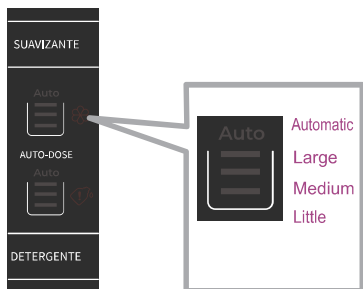 SUAVIZANTE
Auto
AUTO-DOSE
Auto
DETERGENTE
Auto
Automatic
Large
Medium
Little